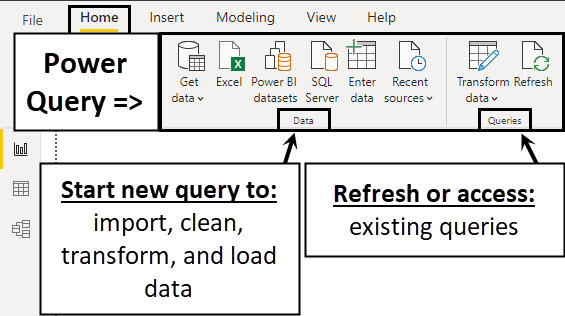 File Home Insert Modeling View Help
Power
Query =>
Get
data
Excel
Power BI
datasets
SQL
Server
Enter
data
Recent
sources
Transform
data
Refresh
Data
Queries
Start new query to:
import, clean,
transform, and load
data
Refresh or access:
existing queries